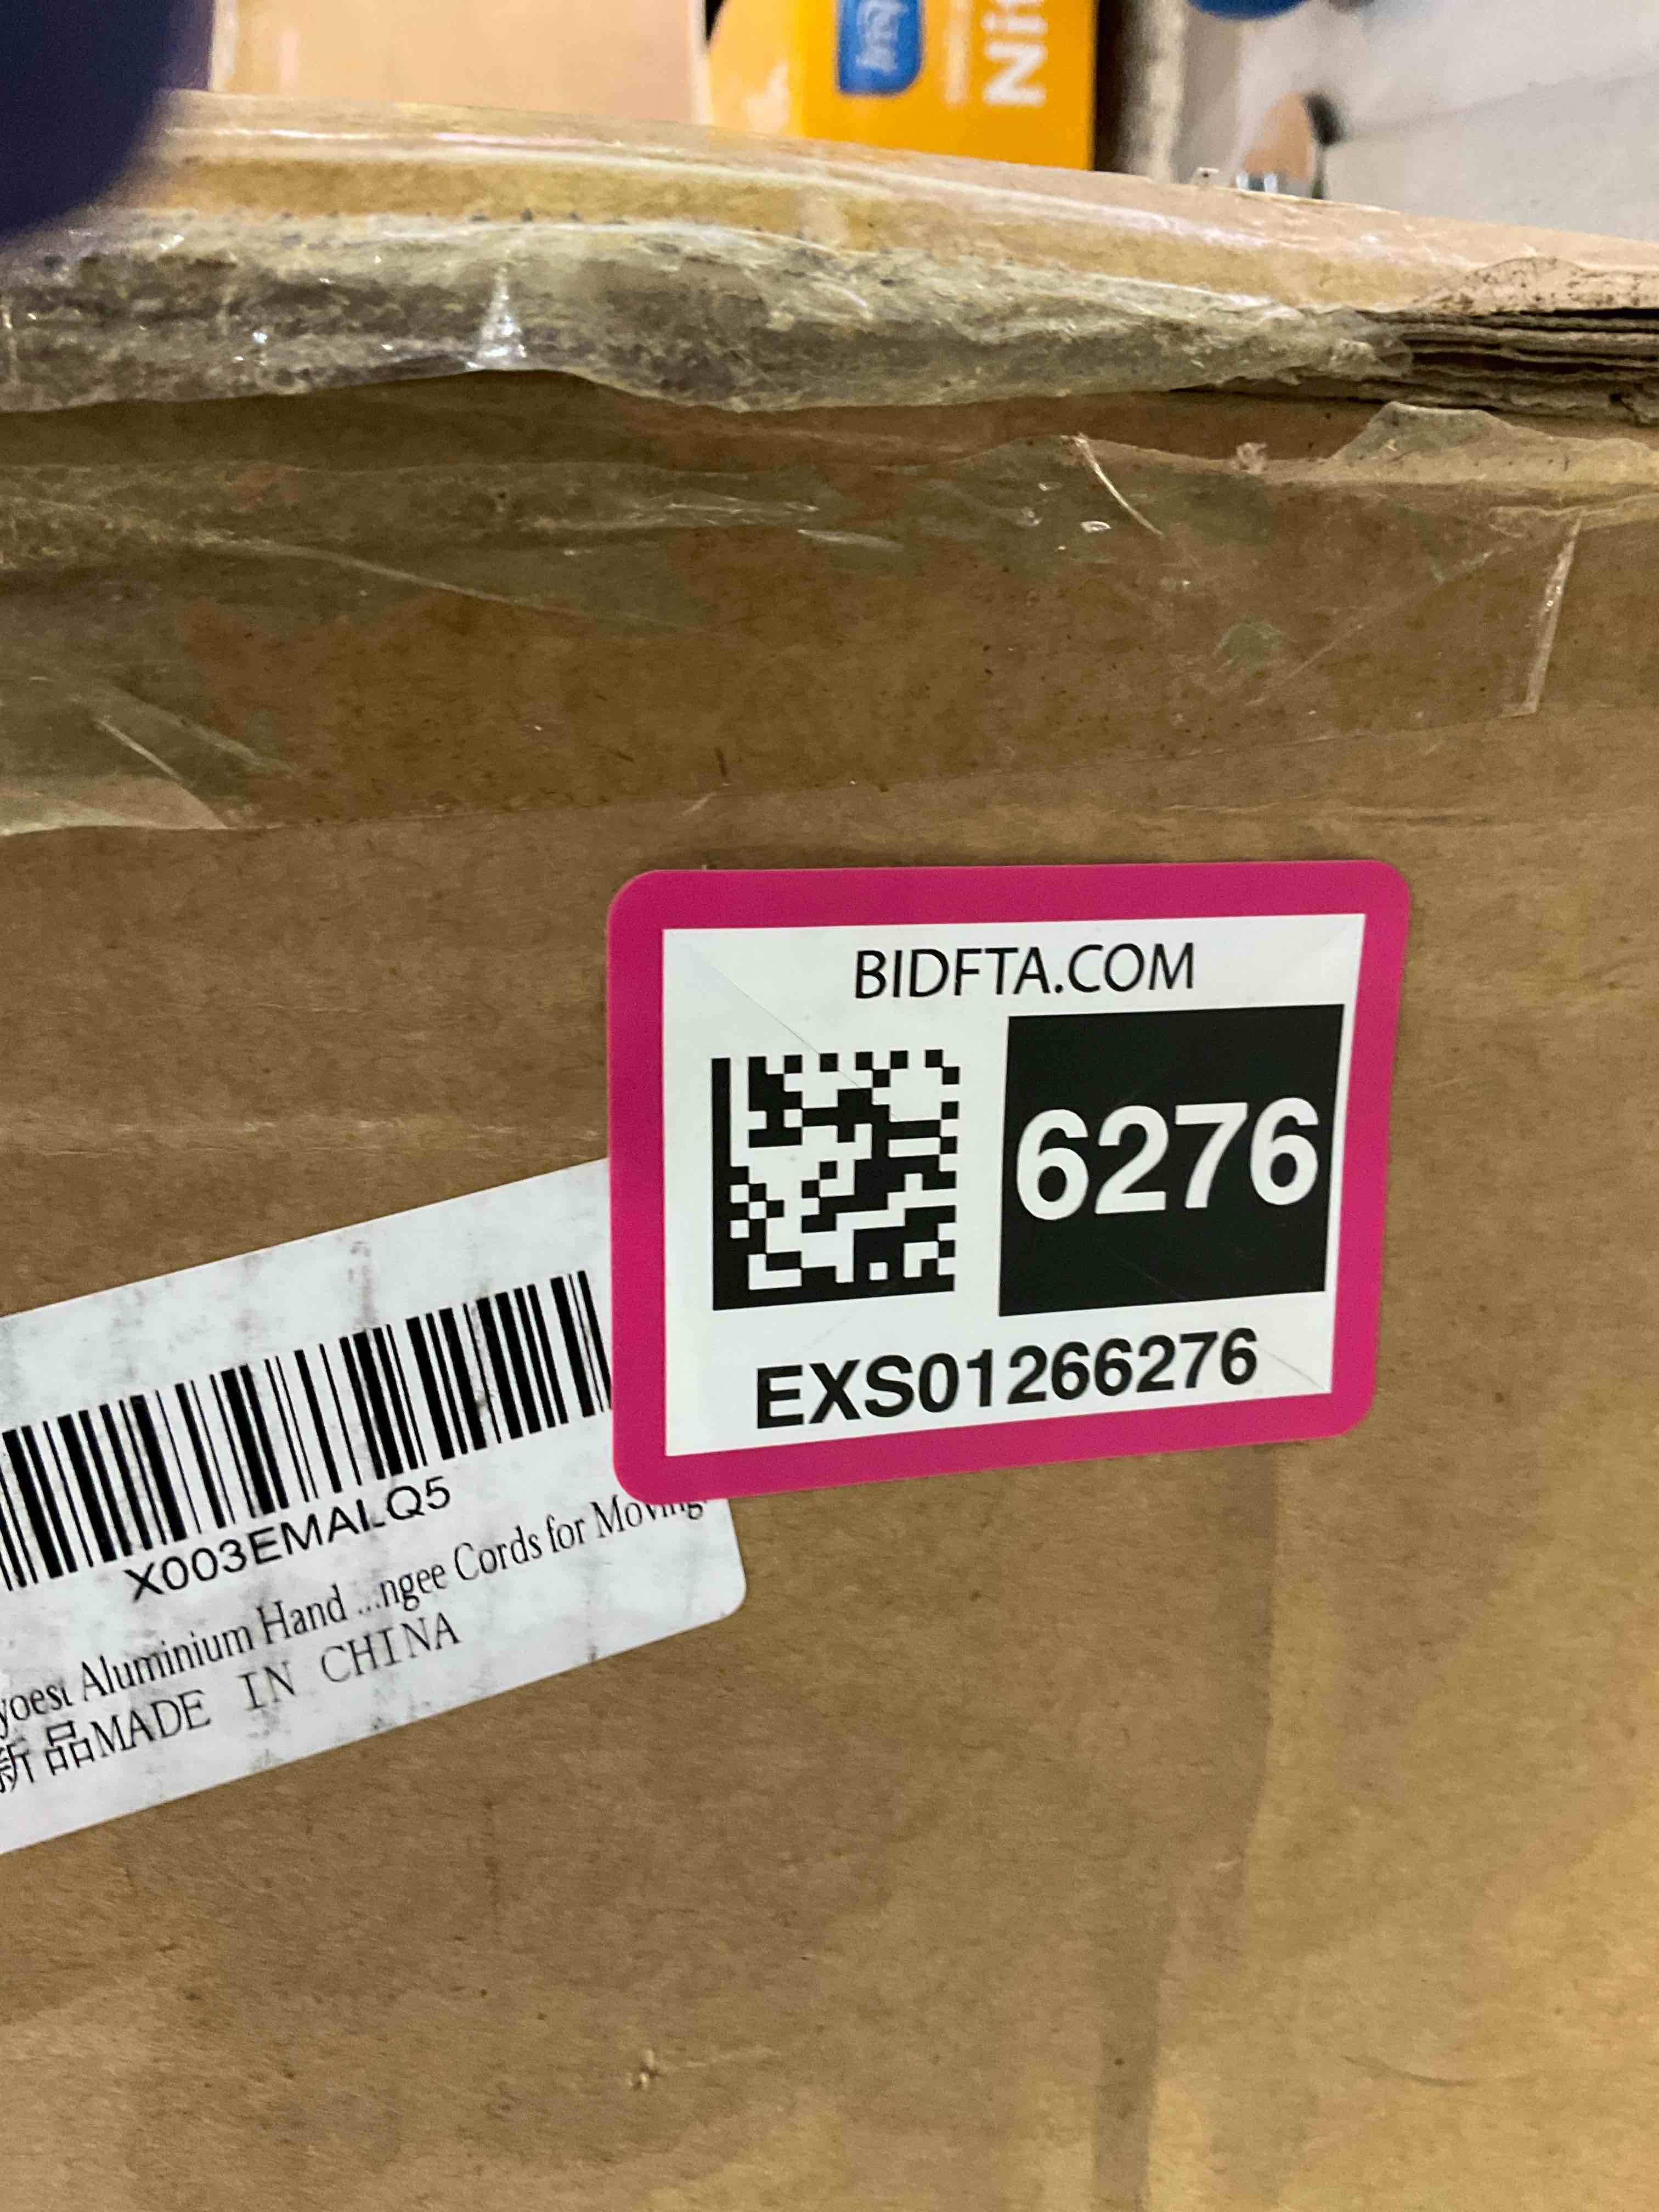 BIDFTA.COM
6276
EXS01266276
X003EMALQ5
yoest Aluminium Hand ...ngee Cords for Moving
新品MADE IN CHINA